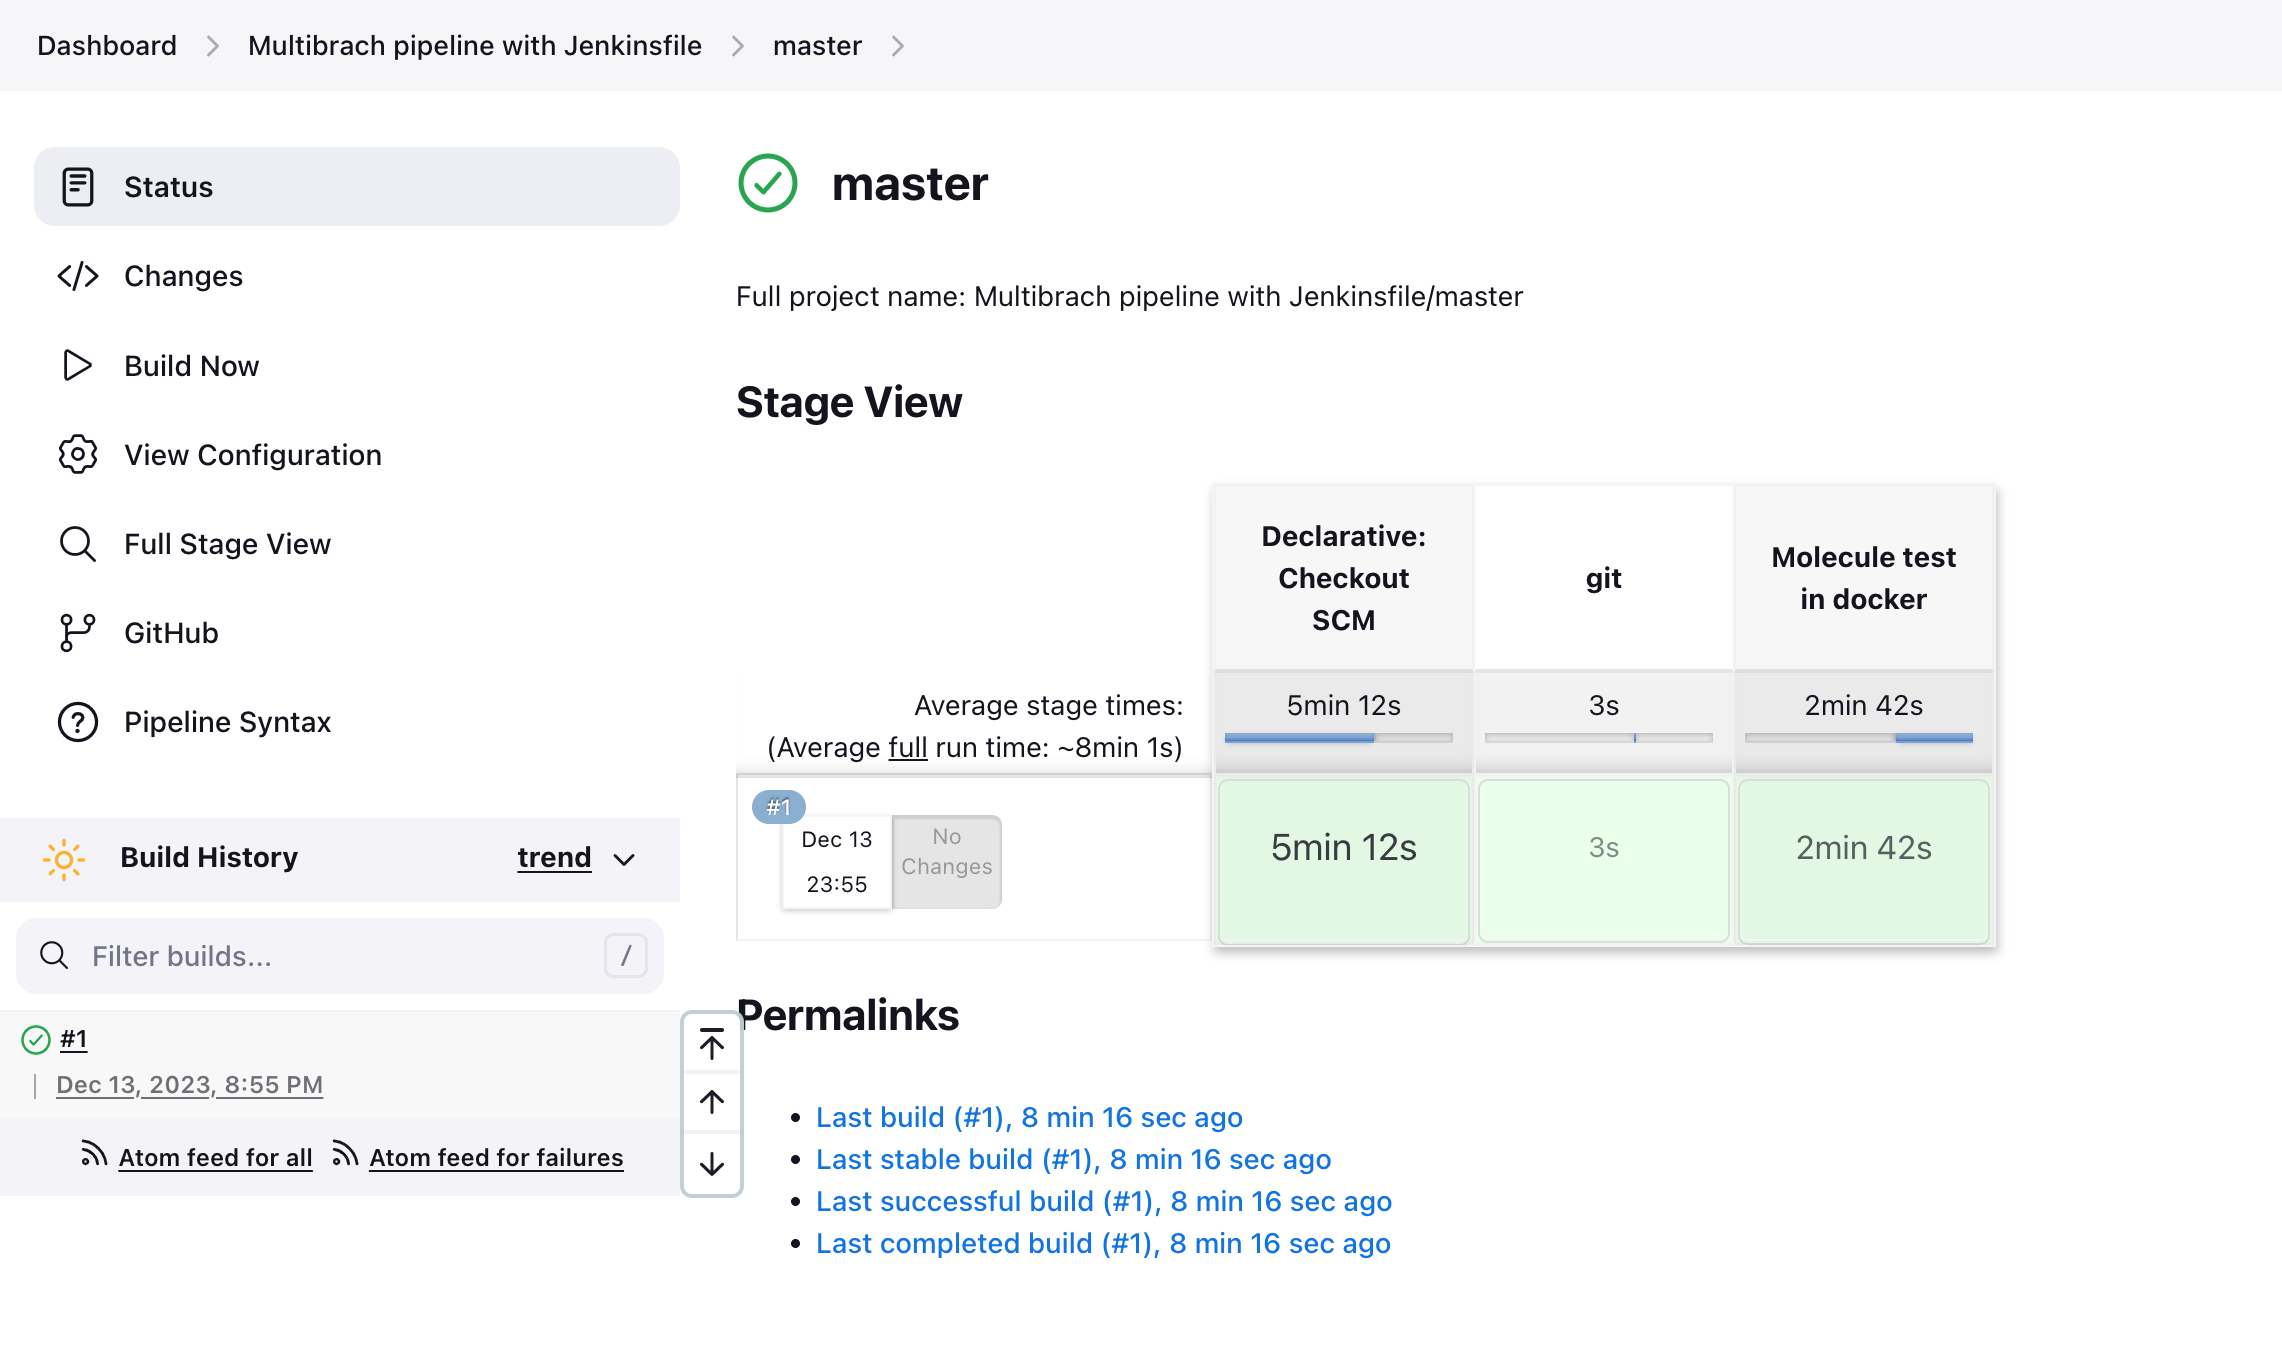 Dashboard
Multibrach pipeline with Jenkinsfile
master
Status
Changes
Build Now
View Configuration
Full Stage View
GitHub
Pipeline Syntax
Build History
trend
Filter builds...
/
#1
Dec 13, 2023, 8:55 PM
Atom feed for all
Atom feed for failures
master
Full project name: Multibrach pipeline with Jenkinsfile/master
Stage View
Declarative:
Checkout
SCM
git
Molecule test
in docker
Average stage times:
(Average full run time: ~8min 1s)
5min 12s
3s
2min 42s
#1
Dec 13
23:55
No
Changes
5min 12s
3s
2min 42s
Permalinks
Last build (#1), 8 min 16 sec ago
Last stable build (#1), 8 min 16 sec ago
Last successful build (#1), 8 min 16 sec ago
Last completed build (#1), 8 min 16 sec ago